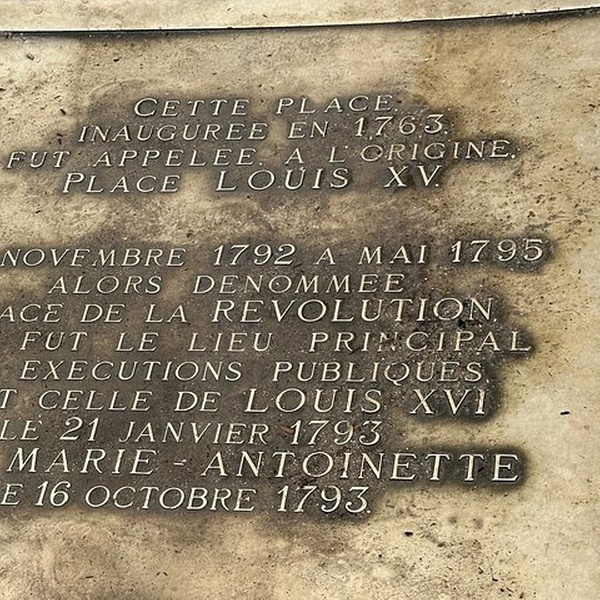 CETTE PLACE
INAUGUREE EN 1763.
FUT APPELEE. A L'ORIGINE.
PLACE LOUIS XV.
NOVEMBRE 1792 A MAI 1795
ALORS DENOMMEE
ACE DE LA REVOLUTION
FUT LE LIEU PRINCIPAL
EXECUTIONS PUBLIQUES
T CELLE DE LOUIS XVI
LE 21 JANVIER 1793
MARIE - ANTOINETTE
E 16 OCTOBRE 1793.